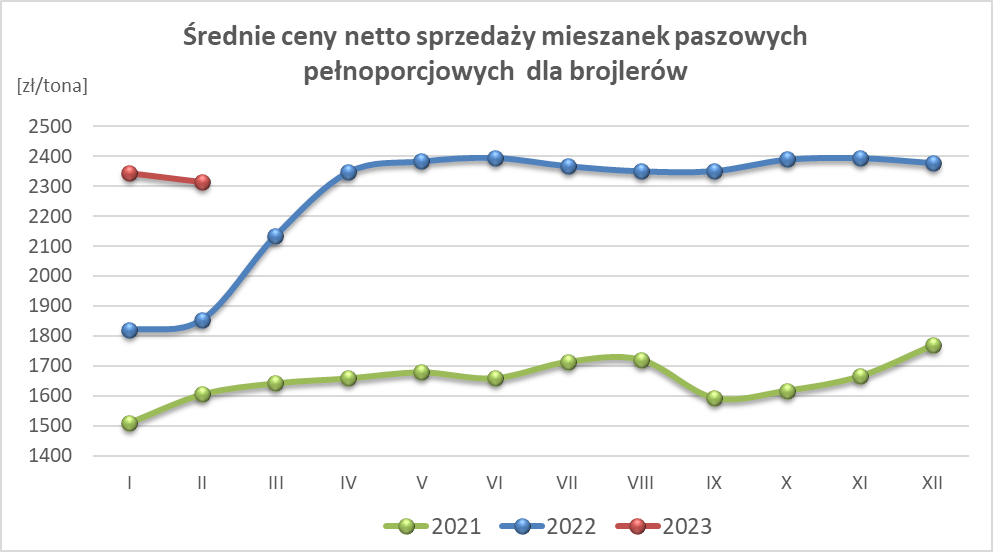 Średnie ceny netto sprzedaży mieszanek paszowych
pełnoporcjowych dla brojlerów
[zł/tona]
2500
2400
2300
2200
2100
2000
1900
1800
1700
1600
1500
1400
I II III IV V VI VII VIII IX X XI XII
2021 2022 2023